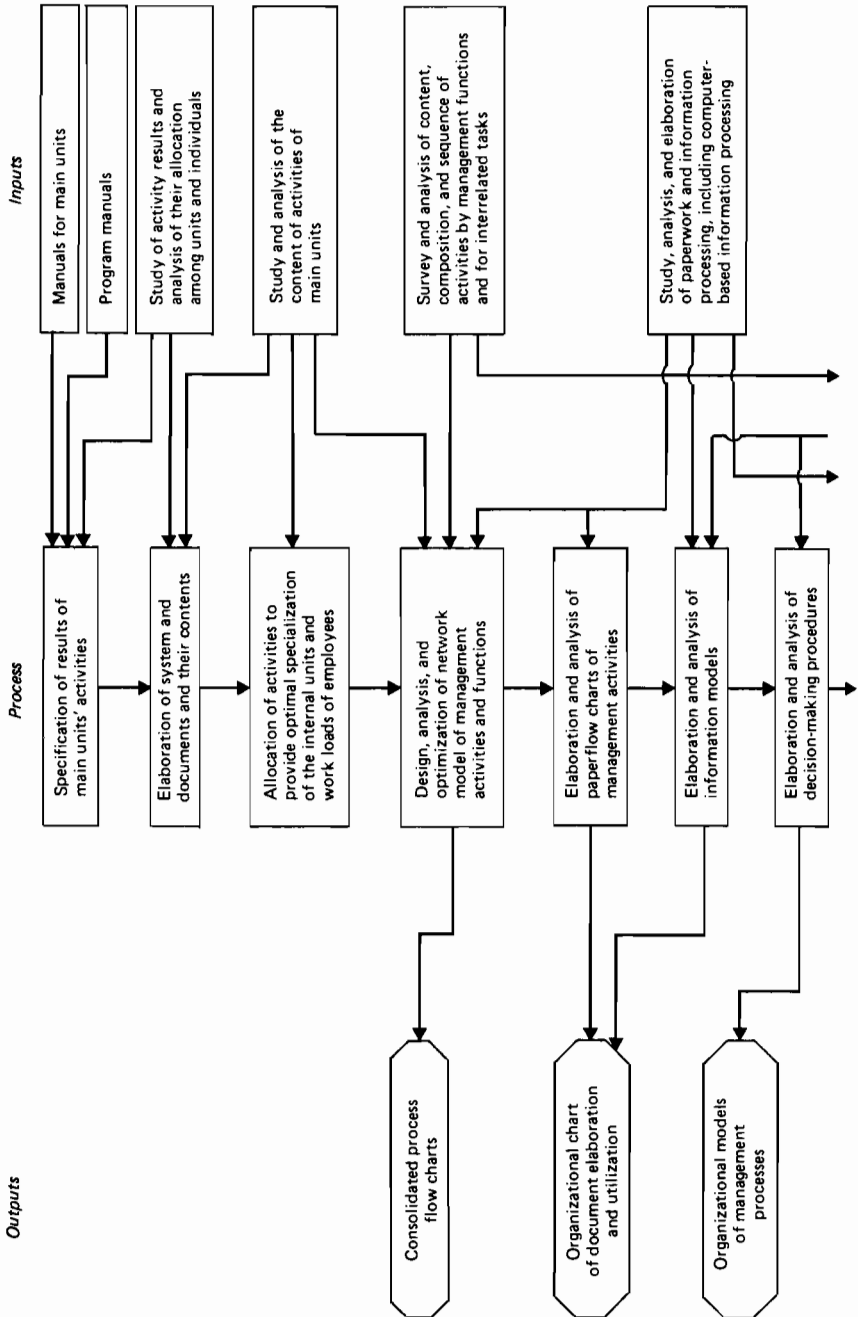 Inputs
Manuals for main units
Program manuals
Study of activity results and
analysis of their allocation
among units and individuals
Study and analysis of the
content of activities of
main units
Survey and analysis of content,
composition, and sequence of
activities by management functions
and for interrelated tasks
Study, analysis, and elaboration
of paperwork and information
processing, including computer-
based information processing
Process
Specification of results of
main units' activities
Elaboration of system and
documents and their contents
Allocation of activities to
provide optimal specialization
of the internal units and
work loads of employees
Design, analysis, and
optimization of network
model of management
activities and functions
Elaboration and analysis of
paperflow charts of
management activities
Elaboration and analysis of
information models
Elaboration and analysis of
decision-making procedures
Outputs
Consolidated process
flow charts
Organizational chart
of document elaboration
and utilization
Organizational models
of management
processes